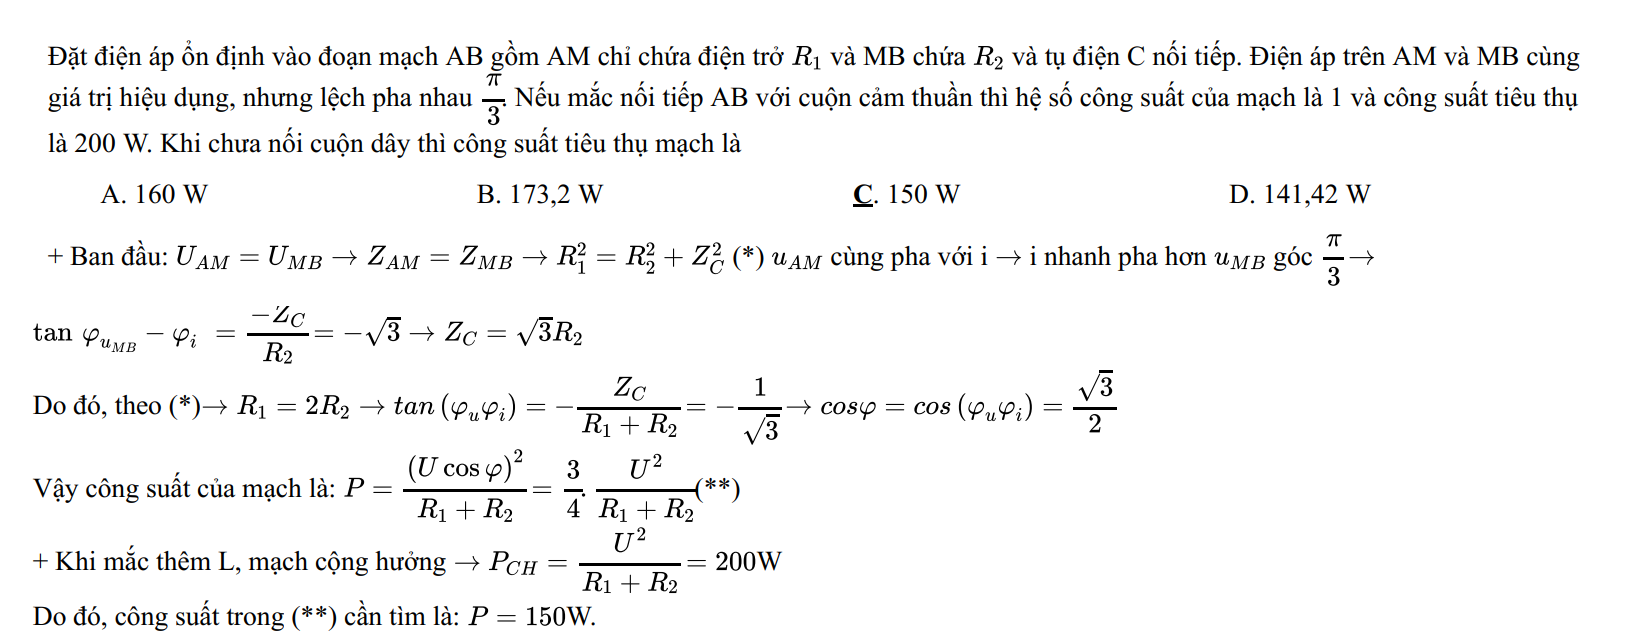 Đặt điện áp ổn định vào đoạn mạch AB gồm AM chỉ chứa điện trở $R_1$ và MB chứa $R_2$ và tụ điện C nối tiếp. Điện áp trên AM và MB cùng
giá trị hiệu dụng, nhưng lệch pha nhau $\frac{\pi}{3}$. Nếu mắc nối tiếp AB với cuộn cảm thuần thì hệ số công suất của mạch là 1 và công suất tiêu thụ
là 200 W. Khi chưa nối cuộn dây thì công suất tiêu thụ mạch là
A. 160 W B. 173,2 W C. 150 W D. 141,42 W
+ Ban đầu: $U_{AM} = U_{MB} \rightarrow Z_{AM} = Z_{MB} \rightarrow R_1^2 = R_2^2 + Z_C^2$ (*) $u_{AM}$ cùng pha với i → i nhanh pha hơn $u_{MB}$ góc $\frac{\pi}{3} \rightarrow$
$\tan \varphi_{u_{MB}} - \varphi_i = \frac{-Z_C}{R_2} = -\sqrt{3} \rightarrow Z_C = \sqrt{3}R_2$
Do đó, theo (*)→ $R_1 = 2R_2 \rightarrow tan(\varphi_u \varphi_i) = -\frac{Z_C}{R_1 + R_2} = -\frac{1}{\sqrt{3}} \rightarrow cos\varphi = cos(\varphi_u \varphi_i) = \frac{\sqrt{3}}{2}$
Vậy công suất của mạch là: $P = \frac{(U \cos \varphi)^2}{R_1 + R_2} = \frac{3}{4} . \frac{U^2}{R_1 + R_2}$(**)
+ Khi mắc thêm L, mạch cộng hưởng → $P_{CH} = \frac{U^2}{R_1 + R_2} = 200$W
Do đó, công suất trong (**) cần tìm là: $P = 150$W.